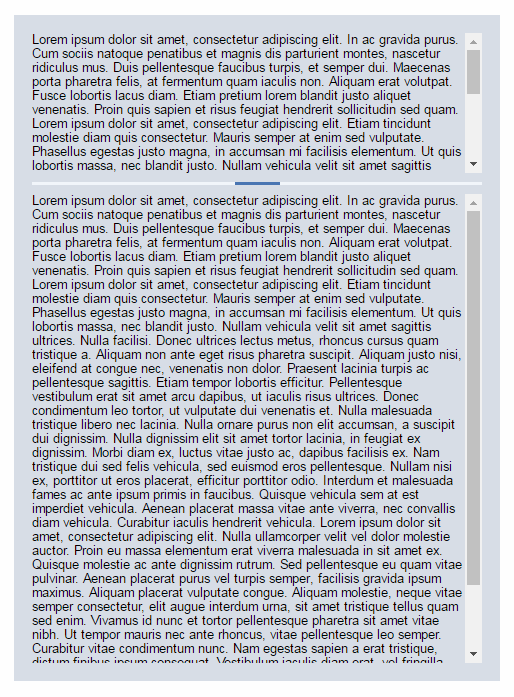 Lorem ipsum dolor sit amet, consectetur adipiscing elit. In ac gravida purus.
Cum sociis natoque penatibus et magnis dis parturient montes, nascetur
ridiculus mus. Duis pellentesque faucibus turpis, et semper dui. Maecenas
porta pharetra felis, at fermentum quam iaculis non. Aliquam erat volutpat.
Fusce lobortis lacus diam. Etiam pretium lorem blandit justo aliquet
venenatis. Proin quis sapien et risus feugiat hendrerit sollicitudin sed quam.
Lorem ipsum dolor sit amet, consectetur adipiscing elit. Etiam tincidunt
molestie diam quis consectetur. Mauris semper at enim sed vulputate.
Phasellus egestas justo magna, in accumsan mi facilisis elementum. Ut quis
lobortis massa, nec blandit justo. Nullam vehicula velit sit amet sagittis
Lorem ipsum dolor sit amet, consectetur adipiscing elit. In ac gravida purus.
Cum sociis natoque penatibus et magnis dis parturient montes, nascetur
ridiculus mus. Duis pellentesque faucibus turpis, et semper dui. Maecenas
porta pharetra felis, at fermentum quam iaculis non. Aliquam erat volutpat.
Fusce lobortis lacus diam. Etiam pretium lorem blandit justo aliquet
venenatis. Proin quis sapien et risus feugiat hendrerit sollicitudin sed quam.
Lorem ipsum dolor sit amet, consectetur adipiscing elit. Etiam tincidunt
molestie diam quis consectetur. Mauris semper at enim sed vulputate.
Phasellus egestas justo magna, in accumsan mi facilisis elementum. Ut quis
lobortis massa, nec blandit justo. Nullam vehicula velit sit amet sagittis
ultrices. Nulla facilisi. Donec ultrices lectus metus, rhoncus cursus quam
tristique a. Aliquam non ante eget risus pharetra suscipit. Aliquam justo nisi,
eleifend at congue nec, venenatis non dolor. Praesent lacinia turpis ac
pellentesque sagittis. Etiam tempor lobortis efficitur. Pellentesque
vestibulum erat sit amet arcu dapibus, ut iaculis risus ultrices. Donec
condimentum leo tortor, ut vulputate dui venenatis et. Nulla malesuada
tristique libero nec lacinia. Nulla ornare purus non elit accumsan, a suscipit
dui dignissim. Nulla dignissim elit sit amet tortor lacinia, in feugiat ex
dignissim. Morbi diam ex, luctus vitae justo ac, dapibus facilisis ex. Nam
tristique dui sed felis vehicula, sed euismod eros pellentesque. Nullam nisi
ex, porttitor ut eros placerat, efficitur porttitor odio. Interdum et malesuada
fames ac ante ipsum primis in faucibus. Quisque vehicula sem at est
imperdiet vehicula. Aenean placerat massa vitae ante viverra, nec convallis
diam vehicula. Curabitur iaculis hendrerit vehicula. Lorem ipsum dolor sit
amet, consectetur adipiscing elit. Nulla ullamcorper velit vel dolor molestie
auctor. Proin eu massa elementum erat viverra malesuada in sit amet ex.
Quisque molestie ac ante dignissim rutrum. Sed pellentesque eu quam vitae
pulvinar. Aenean placerat purus vel turpis semper, facilisis gravida ipsum
maximus. Aliquam placerat vulputate congue. Aliquam molestie, neque vitae
semper consectetur, elit augue interdum urna, sit amet tristique tellus quam
sed enim. Vivamus id nunc et tortor pellentesque pharetra sit amet vitae
nibh. Ut tempor mauris nec ante rhoncus, vitae pellentesque leo semper.
Curabitur vitae condimentum nunc. Nam egestas sapien a erat tristique,
dictum finibus ipsum consequat. Vestibulum iaculis diam erat, vel fringilla